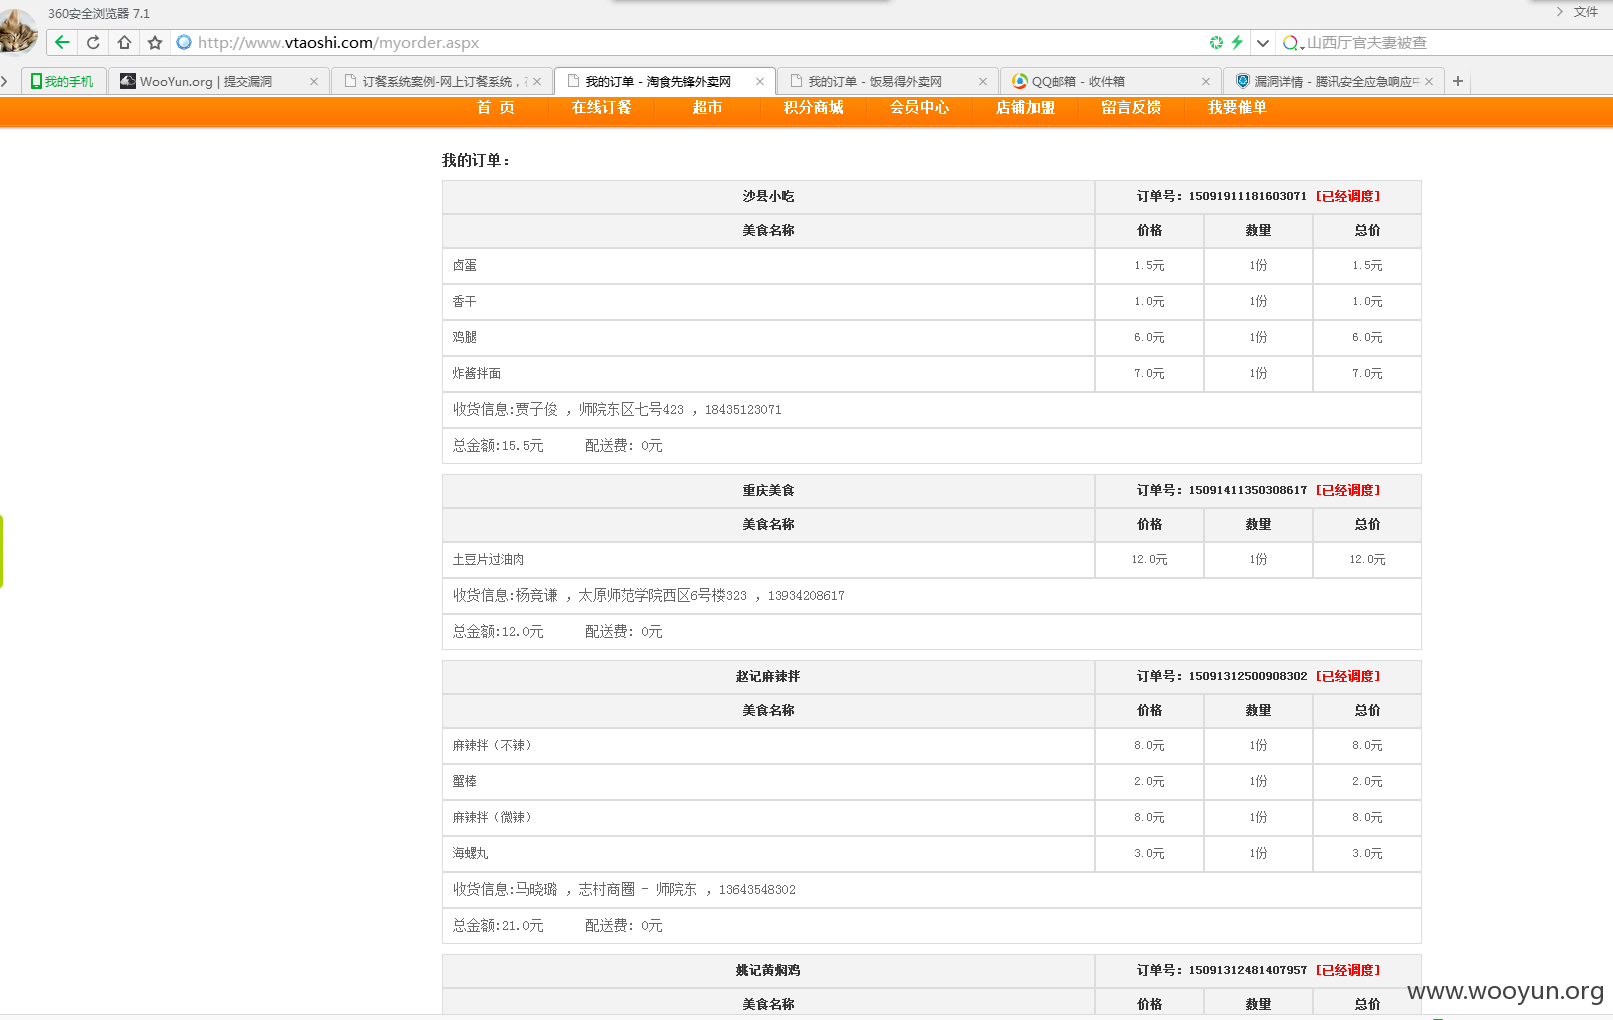 360安全浏览器 7.1
文件
http://www.vtaoshi.com/myorder.aspx
山西厅官夫妻被查
我的手机
WooYun.org | 提交漏洞
订餐系统案例-网上订餐系统，
我的订单 - 淘食先锋外卖网
我的订单 - 饭易得外卖网
QQ邮箱 - 收件箱
漏洞详情 - 腾讯安全应急响应
首 页 在线订餐 超市 积分商城 会员中心 店铺加盟 留言反馈 我要催单
我的订单：
沙县小吃 订单号：15091911181603071 [已经调度]
美食名称 价格 数量 总价
卤蛋 1.5元 1份 1.5元
香干 1.0元 1份 1.0元
鸡腿 6.0元 1份 6.0元
炸酱拌面 7.0元 1份 7.0元
收货信息:贾子俊 ，师院东区七号423 ，18435123071
总金额:15.5元 配送费: 0元
重庆美食 订单号：15091411350308617 [已经调度]
美食名称 价格 数量 总价
土豆片过油肉 12.0元 1份 12.0元
收货信息:杨竞谦 ，太原师范学院西区6号楼323 ，13934208617
总金额:12.0元 配送费: 0元
赵记麻辣拌 订单号：15091312500908302 [已经调度]
美食名称 价格 数量 总价
麻辣拌（不辣） 8.0元 1份 8.0元
蟹棒 2.0元 1份 2.0元
麻辣拌（微辣） 8.0元 1份 8.0元
海螺丸 3.0元 1份 3.0元
收货信息:马晓璐 ，志村商圈 - 师院东 ，13643548302
总金额:21.0元 配送费: 0元
姚记黄焖鸡 订单号：15091312481407957 [已经调度]
美食名称 价格 数量 总价
www.wooyun.org